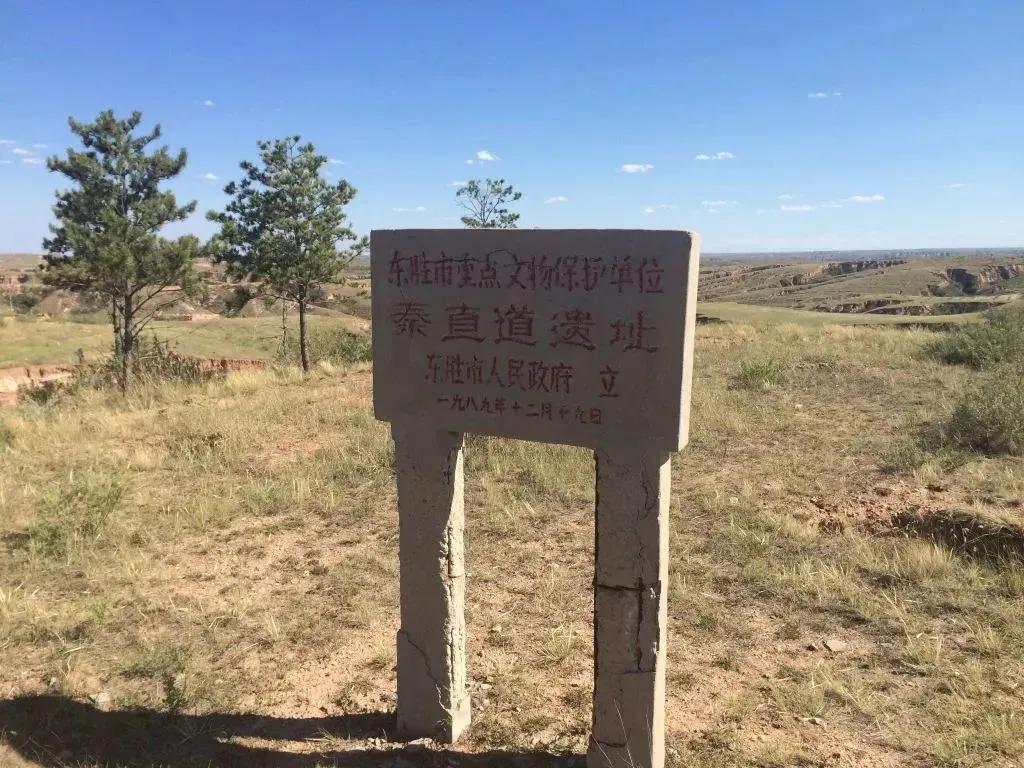 东胜市重点文物保护单位
秦直道遗址
东胜市人民政府 立
一九八九年十二月十九日